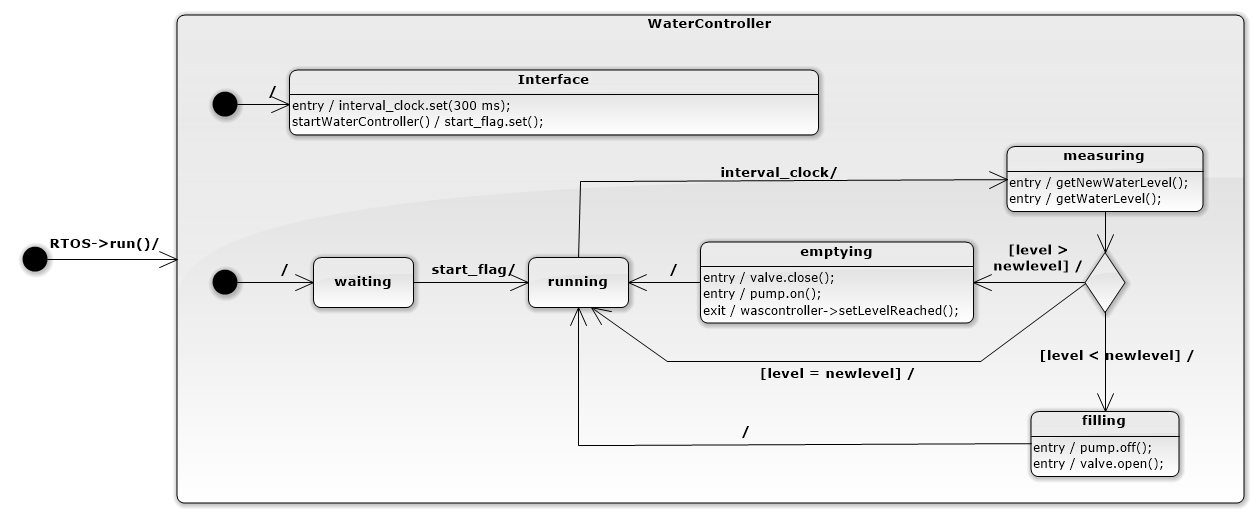 WaterController
Interface
/
entry / interval_clock.set(300 ms);
startWaterController() / start_flag.set();
measuring
interval_clock/
entry / getNewWaterLevel();
entry / getWaterLevel();
RTOS->run()/
/
waiting
start_flag/
running
/
emptying
entry / valve.close();
entry / pump.on();
exit / wascontroller->setLevelReached();
[level >
newlevel] /
[level < newlevel] /
[level = newlevel] /
filling
/
entry / pump.off();
entry / valve.open();